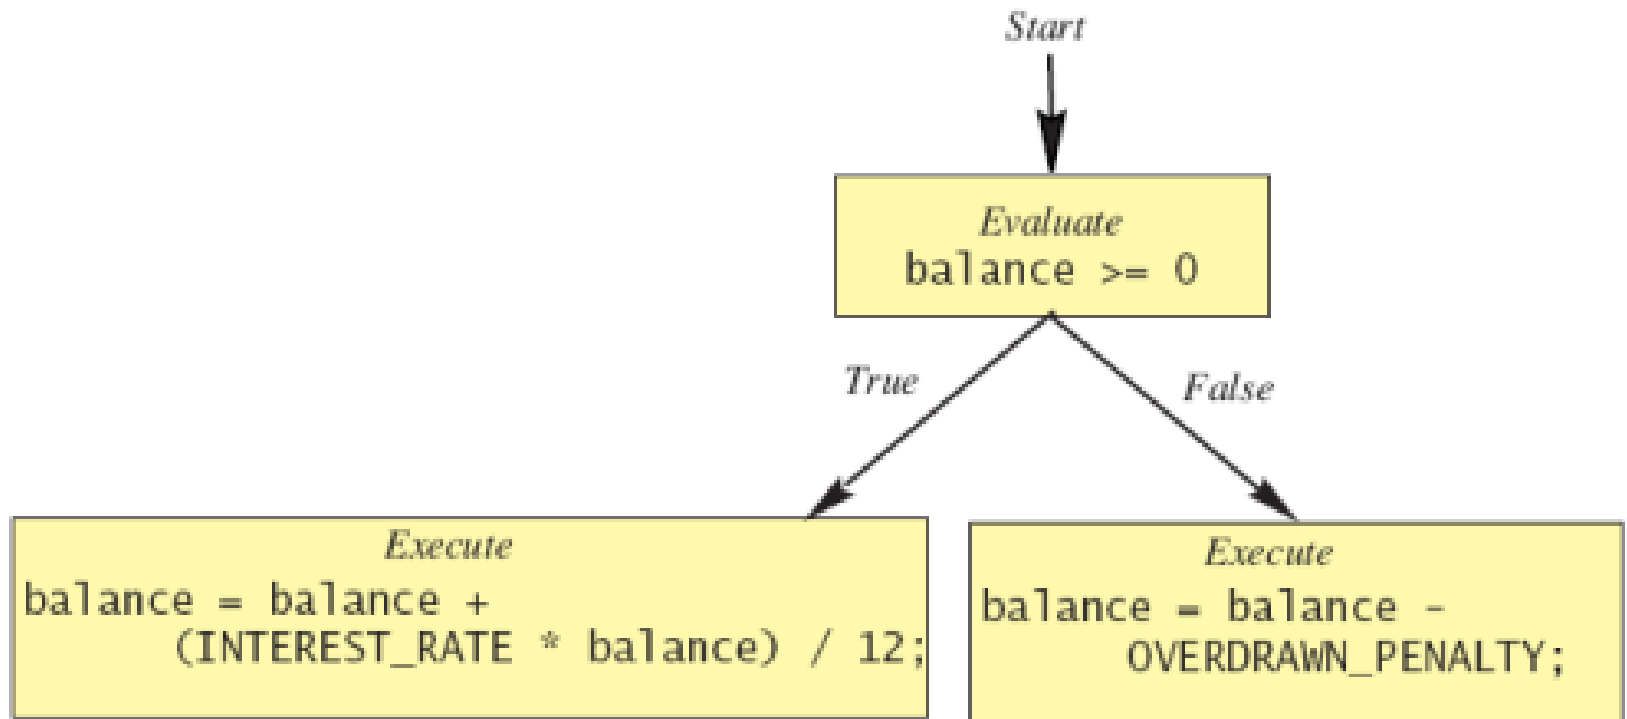 Start
Evaluate
balance >= 0
True
False
Execute
balance = balance +
(INTEREST_RATE * balance) / 12;
Execute
balance = balance -
OVERDRAWN_PENALTY;